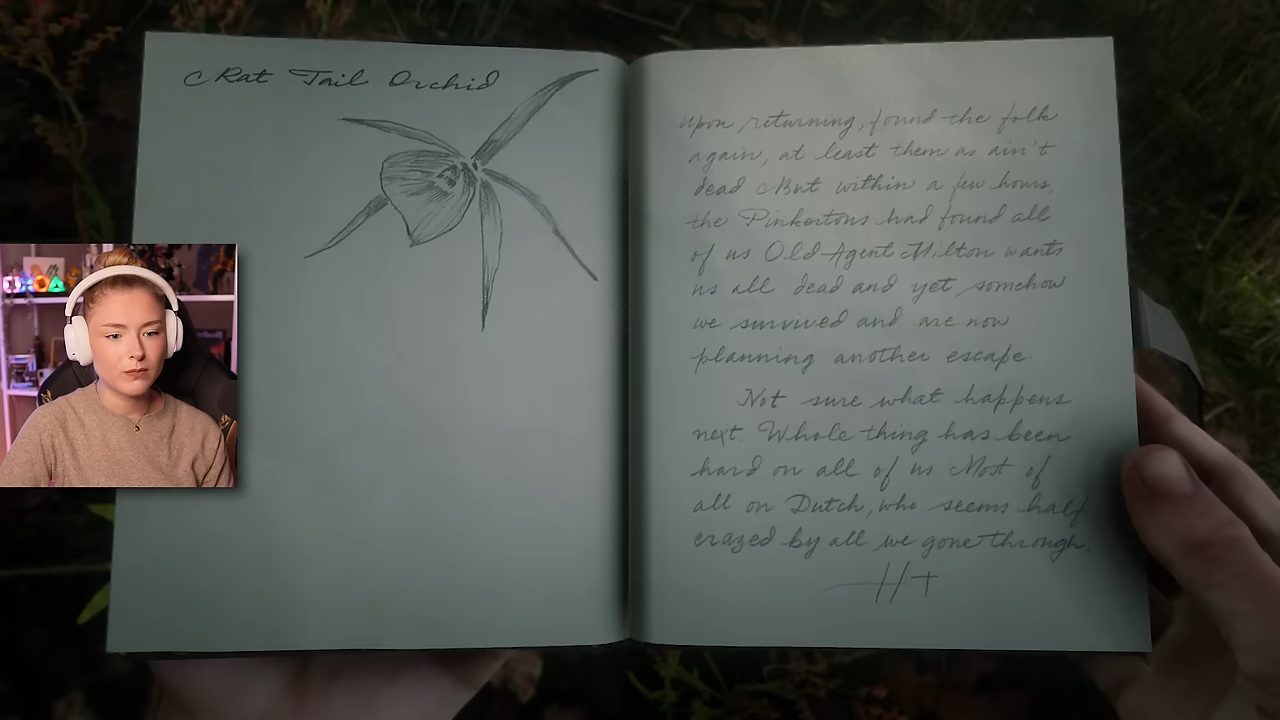 Rat Tail Orchid
Upon returning, found the folk
again, at least them as ain't
dead. But within a few hours,
the Pinkertons had found all
of us. Old Agent Milton wants
us all dead and yet somehow
we survived and are now
planning another escape.
Not sure what happens
next. Whole thing has been
hard on all of us. Most of
all on Dutch, who seems half
crazed by all we gone through.